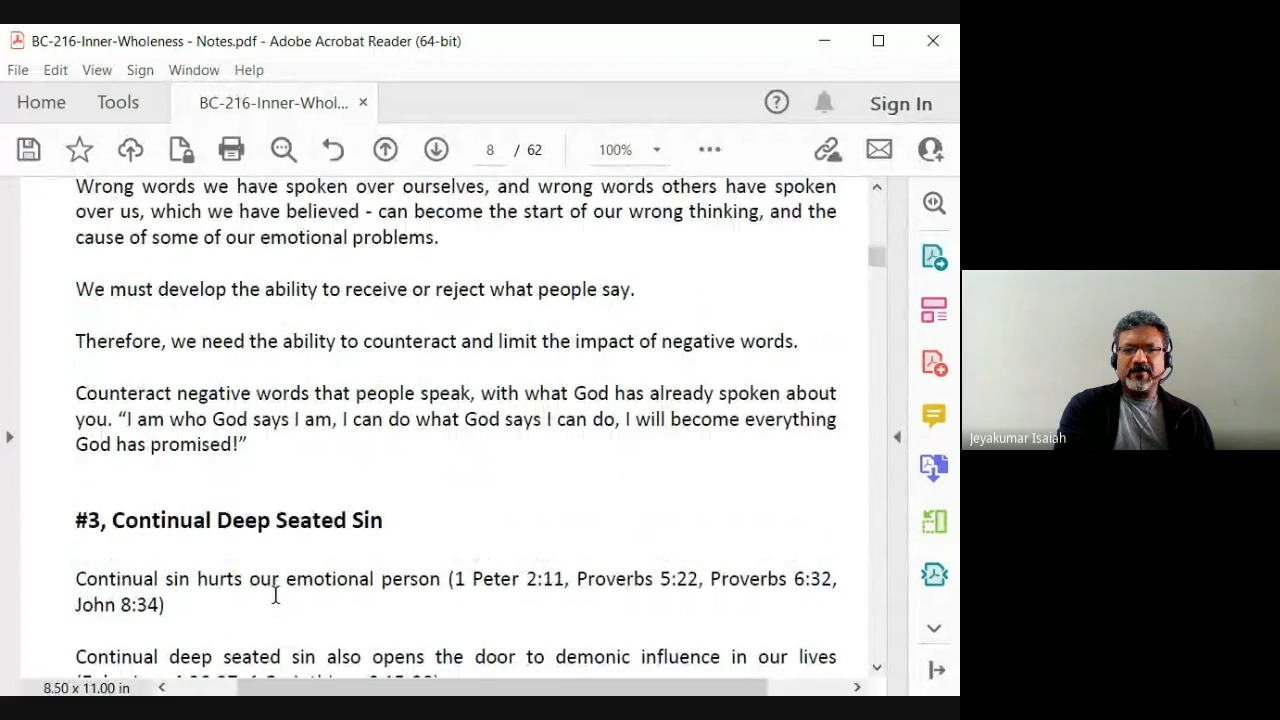 BC-216-Inner-Wholeness - Notes.pdf - Adobe Acrobat Reader (64-bit)
File Edit View Sign Window Help
Home Tools BC-216-Inner-Whol... × Sign In
8 / 62 100%
Wrong words we have spoken over ourselves, and wrong words others have spoken
over us, which we have believed - can become the start of our wrong thinking, and the
cause of some of our emotional problems.
We must develop the ability to receive or reject what people say.
Therefore, we need the ability to counteract and limit the impact of negative words.
Counteract negative words that people speak, with what God has already spoken about
you. “I am who God says I am, I can do what God says I can do, I will become everything
God has promised!”
#3, Continual Deep Seated Sin
Continual sin hurts our emotional person (1 Peter 2:11, Proverbs 5:22, Proverbs 6:32,
John 8:34)
Continual deep seated sin also opens the door to demonic influence in our lives
8.50 x 11.00 in
Jeyakumar Isaiah